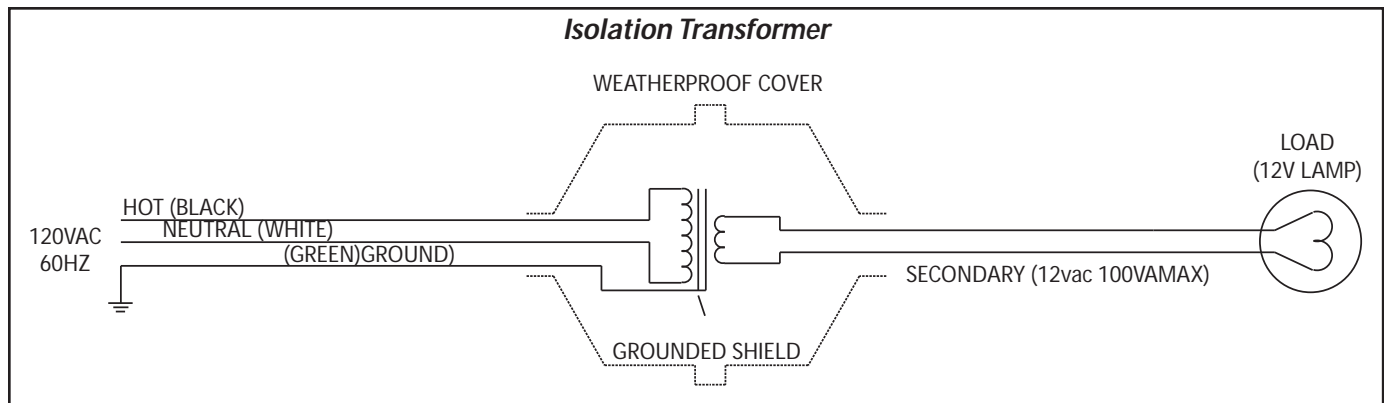 Isolation Transformer
WEATHERPROOF COVER
LOAD
(12V LAMP)
HOT (BLACK)
NEUTRAL (WHITE)
120VAC
60HZ
(GREEN)GROUND)
SECONDARY (12vac 100VAMAX)
GROUNDED SHIELD